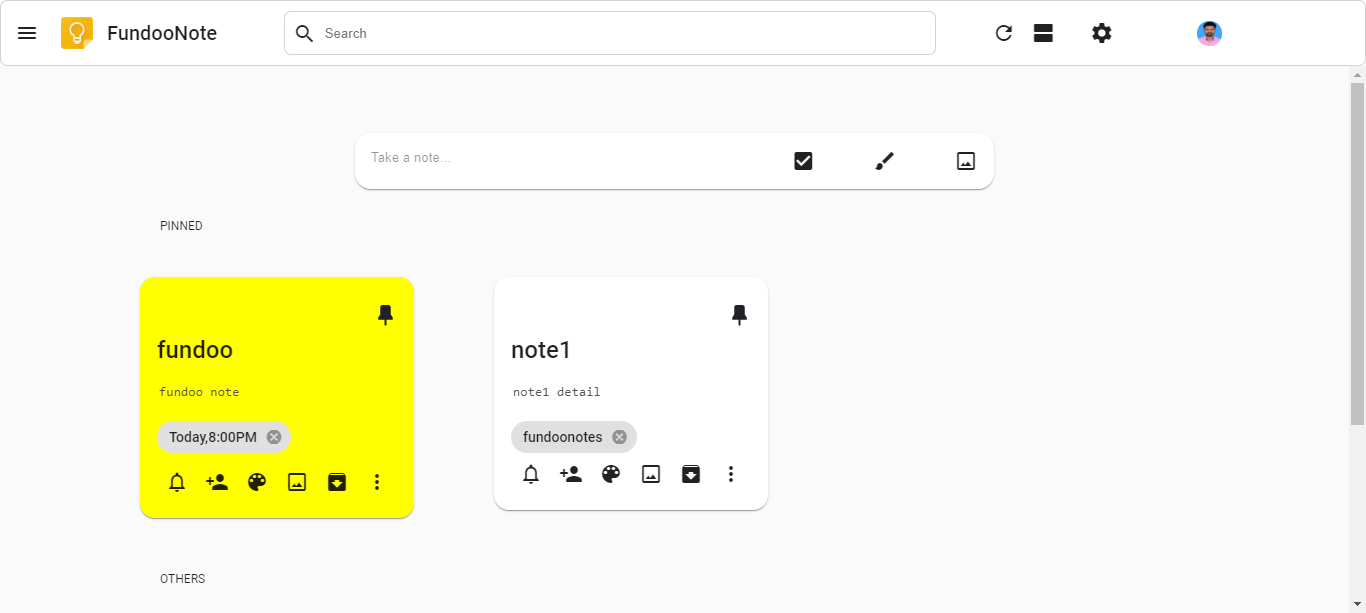 FundooNote
Search
Take a note...
PINNED
fundoo
fundoo note
Today,8:00PM
note1
note1 detail
fundoonotes
OTHERS